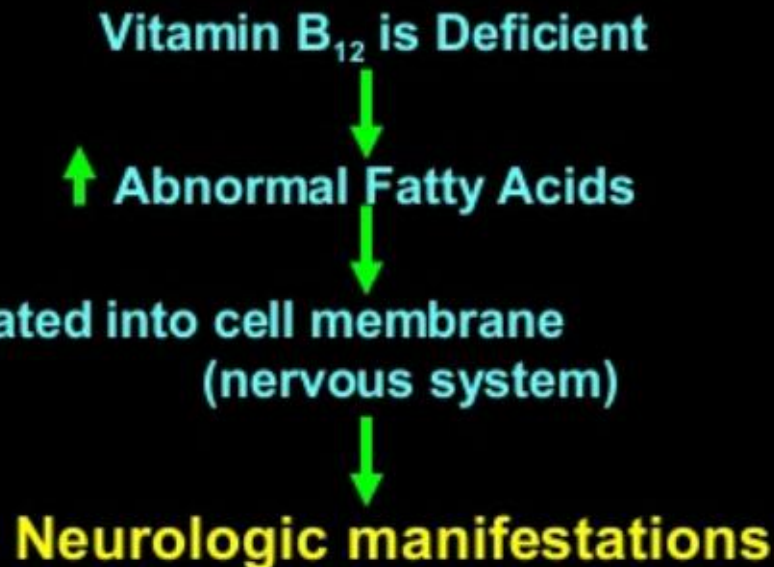 Vitamin B₁₂ is Deficient
Abnormal Fatty Acids
ated into cell membrane
(nervous system)
Neurologic manifestations